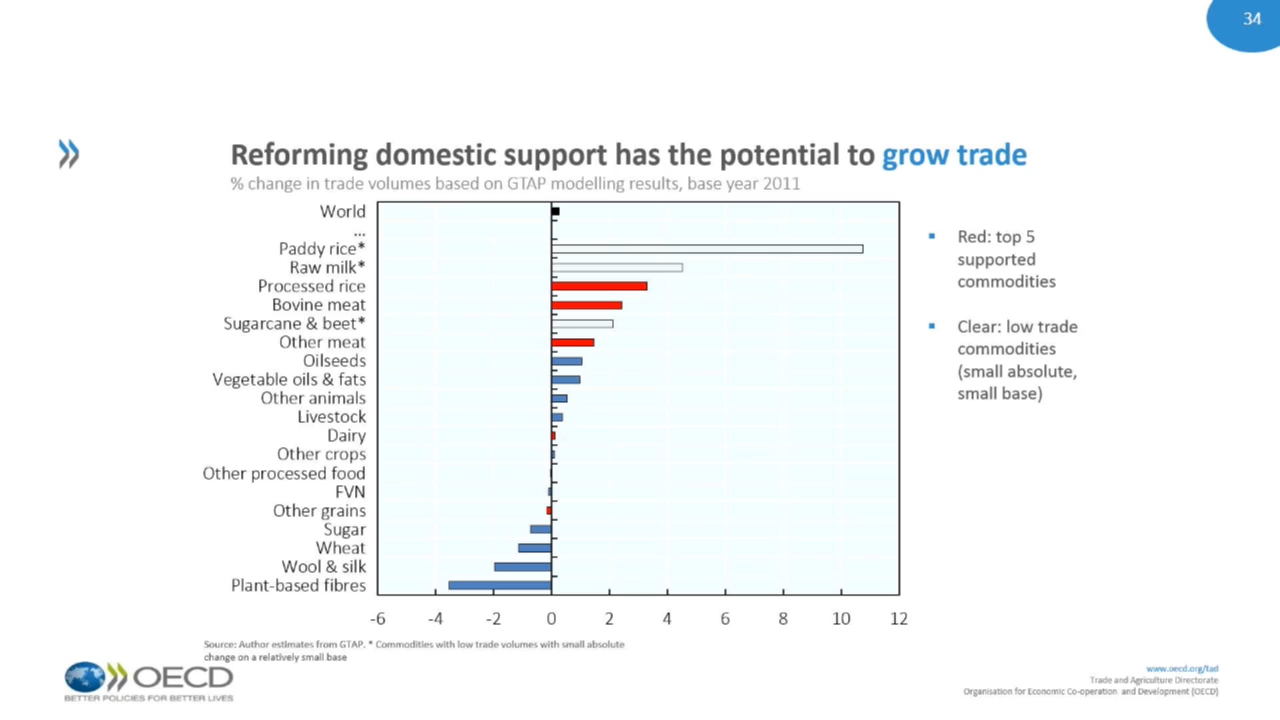 34
Reforming domestic support has the potential to grow trade
% change in trade volumes based on GTAP modelling results, base year 2011
World
...
Paddy rice*
Raw milk*
Processed rice
Bovine meat
Sugarcane & beet*
Other meat
Oilseeds
Vegetable oils & fats
Other animals
Livestock
Dairy
Other crops
Other processed food
FVN
Other grains
Sugar
Wheat
Wool & silk
Plant-based fibres
-6 -4 -2 0 2 4 6 8 10 12
Red: top 5
supported
commodities
Clear: low trade
commodities
(small absolute,
small base)
Source: Author estimates from GTAP. * Commodities with low trade volumes with small absolute
change on a relatively small base
OECD
BETTER POLICIES FOR BETTER LIVES
www.oecd.org/tad
Trade and Agriculture Directorate
Organisation for Economic Co-operation and Development (OECD)